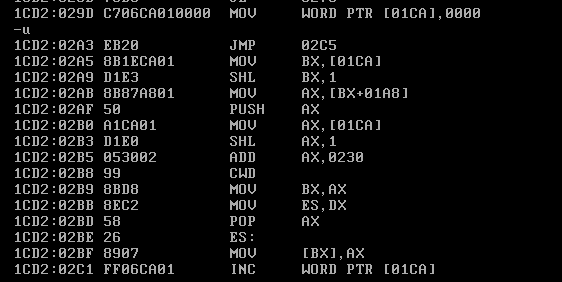 1CD2:029D C706CA010000 MOV WORD PTR [01CA],0000
-u
1CD2:02A3 EB20 JMP 02C5
1CD2:02A5 8B1ECA01 MOV BX,[01CA]
1CD2:02A9 D1E3 SHL BX,1
1CD2:02AB 8B87A801 MOV AX,[BX+01A8]
1CD2:02AF 50 PUSH AX
1CD2:02B0 A1CA01 MOV AX,[01CA]
1CD2:02B3 D1E0 SHL AX,1
1CD2:02B5 053002 ADD AX,0230
1CD2:02B8 99 CWD
1CD2:02B9 8BD8 MOV BX,AX
1CD2:02BB 8EC2 MOV ES,DX
1CD2:02BD 58 POP AX
1CD2:02BE 26 ES:
1CD2:02BF 8907 MOV [BX],AX
1CD2:02C1 FF06CA01 INC WORD PTR [01CA]